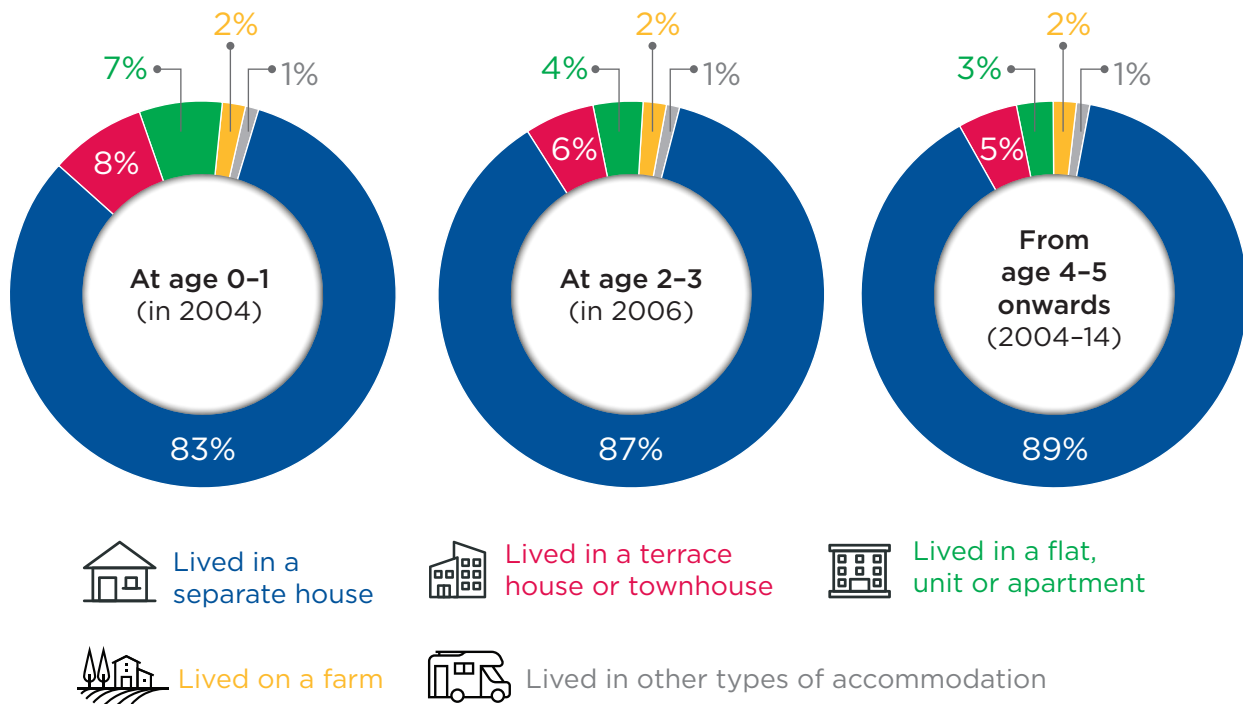 2%
7%
1%
8%
At age 0–1
(in 2004)
83%
2%
4%
1%
6%
At age 2–3
(in 2006)
87%
2%
3%
1%
5%
From
age 4–5
onwards
(2004–14)
89%
Lived in a
separate house
Lived in a terrace
house or townhouse
Lived in a flat,
unit or apartment
Lived on a farm
Lived in other types of accommodation